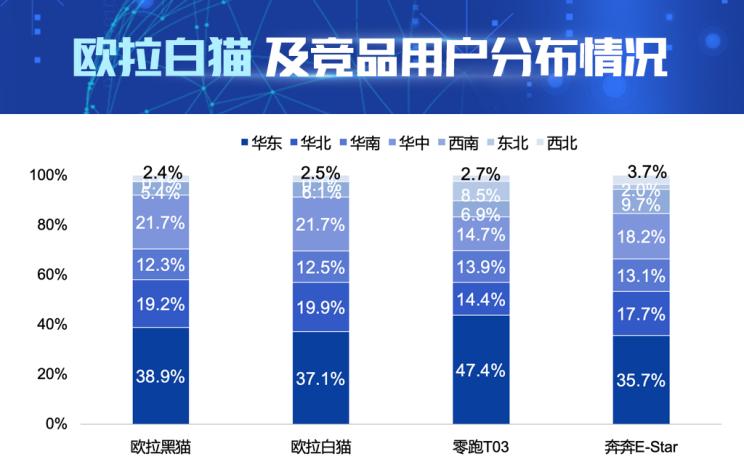 欧拉白猫 及竞品用户分布情况
华东 华北 华南 华中 西南 东北 西北
100% 2.4% 2.5% 2.7% 3.7%
0.1% 0.1% 8.5% 2.0%
5.4% 6.1% 6.9% 9.7%
80%
21.7% 21.7% 14.7% 18.2%
60%
12.3% 12.5% 13.9% 13.1%
19.2% 19.9% 14.4% 17.7%
40%
38.9% 37.1% 47.4% 35.7%
20%
0%
欧拉黑猫 欧拉白猫 零跑T03 奔奔E-Star